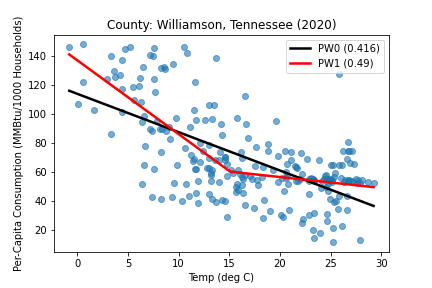 County: Williamson, Tennessee (2020)
PW0 (0.416)
PW1 (0.49)
Per-Capita Consumption (MMBtu/1000 Households)
140
120
100
80
60
40
20
0 5 10 15 20 25 30
Temp (deg C)